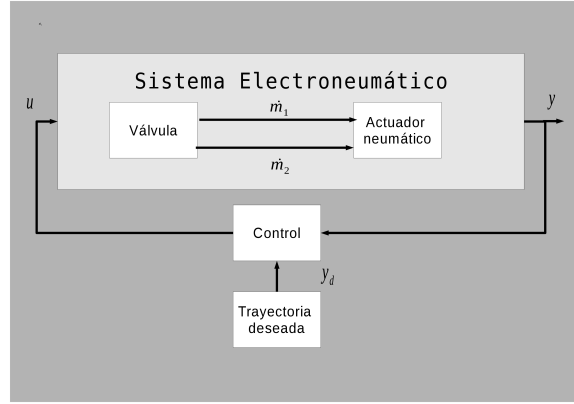 Sistema Electroneumático
u
ṁ1
y
Válvula
Actuador
neumático
ṁ2
Control
yd
Trayectoria
deseada